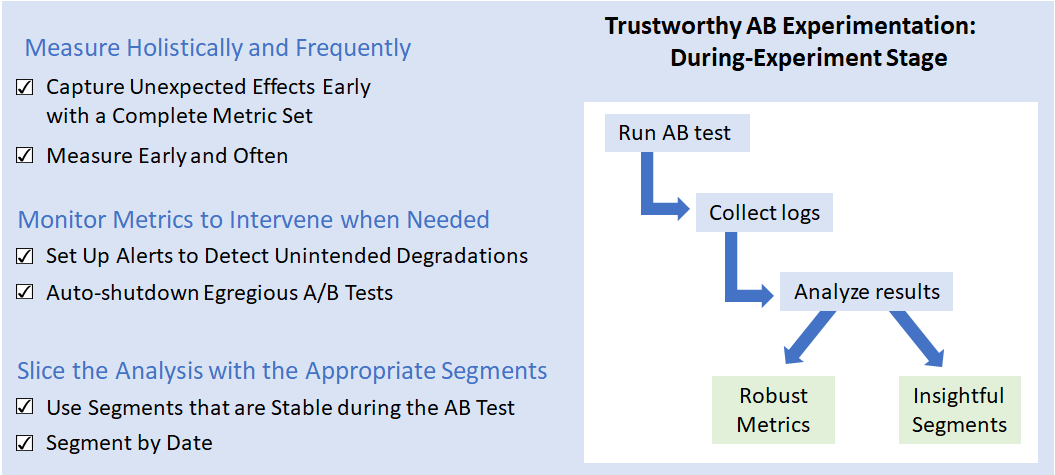 Measure Holistically and Frequently
Capture Unexpected Effects Early
with a Complete Metric Set
Measure Early and Often
Monitor Metrics to Intervene when Needed
Set Up Alerts to Detect Unintended Degradations
Auto-shutdown Egregious A/B Tests
Slice the Analysis with the Appropriate Segments
Use Segments that are Stable during the AB Test
Segment by Date
Trustworthy AB Experimentation:
During-Experiment Stage
Run AB test
Collect logs
Analyze results
Robust
Metrics
Insightful
Segments